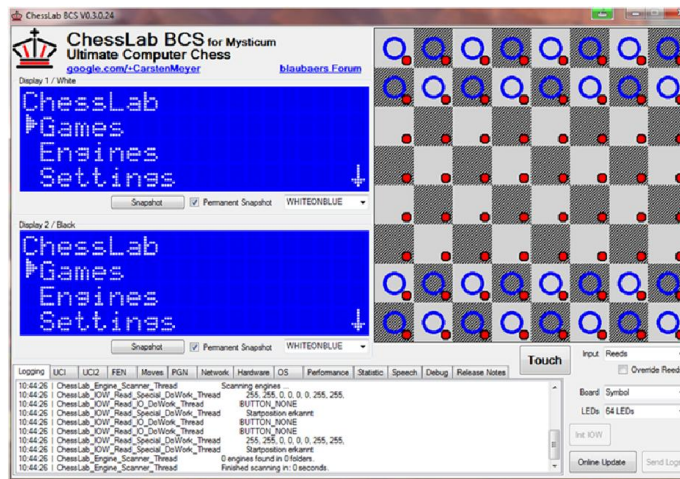 ChessLab BCS V0.3.0.24
ChessLab BCS for Mysticum
Ultimate Computer Chess
google.com/+CarstenMeyer blaubaers Forum
Display 1 / White
ChessLab
Games
Engines
Settings
Snapshot Permanent Snapshot WHITEONBLUE
Display 2 / Black
ChessLab
Games
Engines
Settings
Snapshot Permanent Snapshot WHITEONBLUE
Touch
Input Reeds
Override Reeds
Board Symbol
LEDs 64 LEDs
Init IOW
Online Update Send Logs
Logging UCI UCI2 FEN Moves PGN Network Hardware OS Performance Statistic Speech Debug Release Notes
10:44:26 | ChessLab_Engine_Scanner_Thread Scanning engines ...
10:44:26 | ChessLab_IOW_Read_Special_DoWork_Thread 255, 255, 0, 0, 0, 0, 255, 255,
10:44:26 | ChessLab_IOW_Read_Special_DoWork_Thread Startposition erkannt
10:44:26 | ChessLab_IOW_Read_IO_DoWork_Thread BUTTON_NONE
10:44:26 | ChessLab_IOW_Read_IO_DoWork_Thread BUTTON_NONE
10:44:26 | ChessLab_IOW_Read_Special_DoWork_Thread 255, 255, 0, 0, 0, 0, 255, 255,
10:44:26 | ChessLab_IOW_Read_Special_DoWork_Thread Startposition erkannt
10:44:26 | ChessLab_Engine_Scanner_Thread 0 engines found in 0 folders.
10:44:26 | ChessLab_Engine_Scanner_Thread Finished scanning in: 0 seconds.